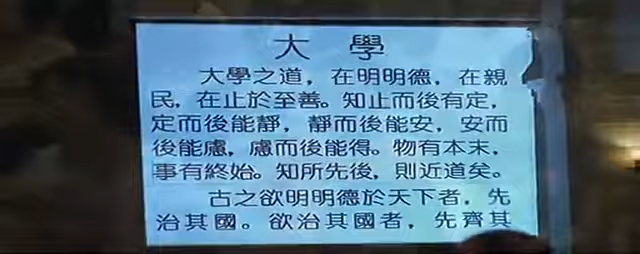 大學
大學之道，在明明德，在親
民，在止於至善。知止而後有定，
定而後能靜，靜而後能安，安而
後能慮，慮而後能得。物有本末，
事有終始。知所先後，則近道矣。
古之欲明明德於天下者，先
治其國。欲治其國者，先齊其